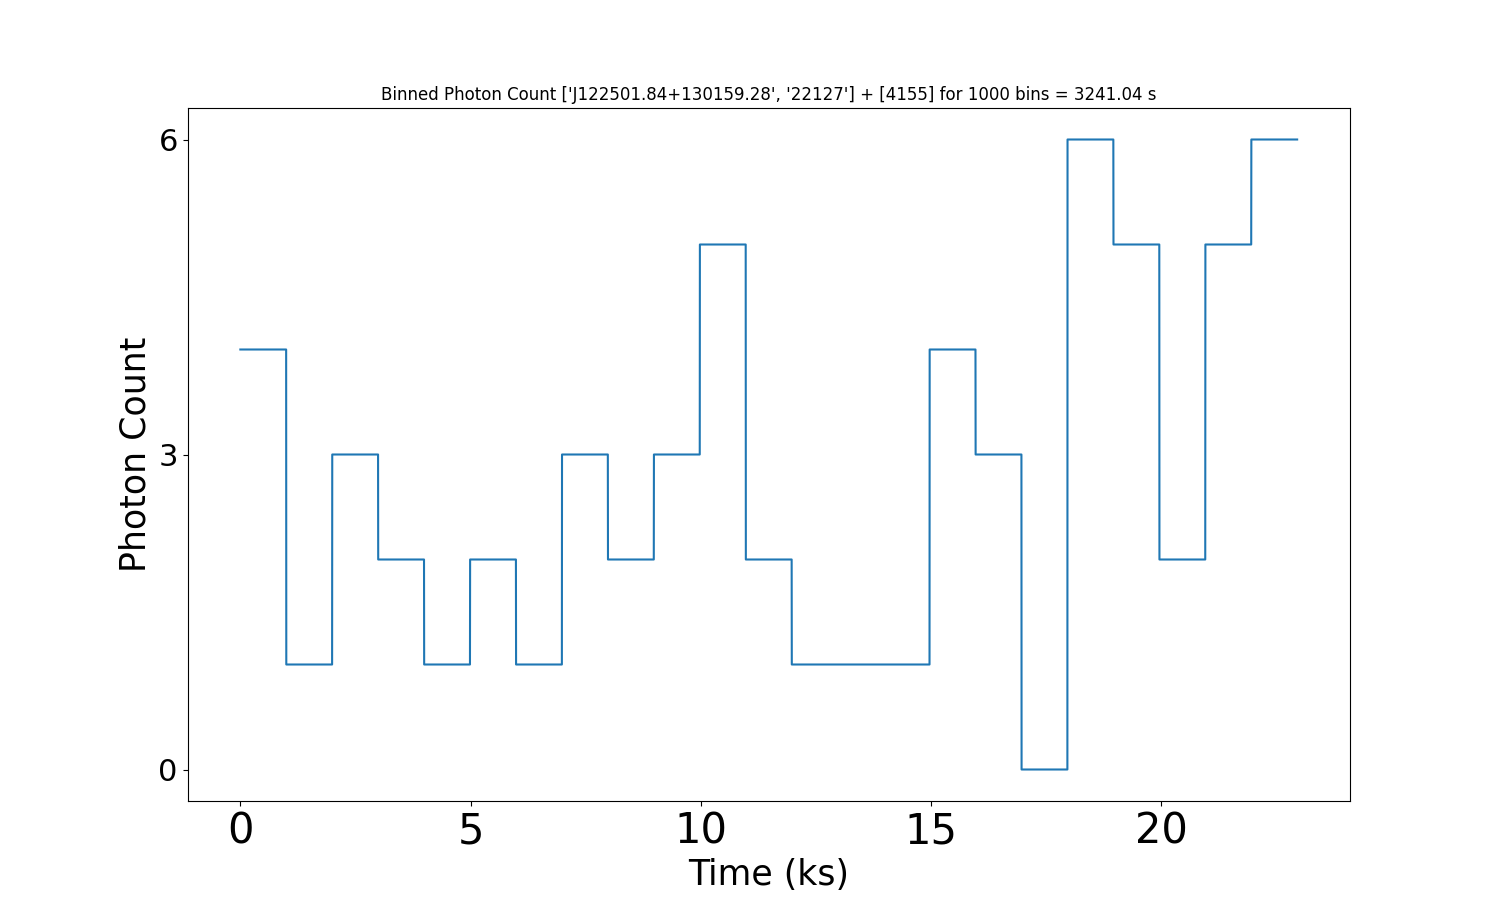 Binned Photon Count ['J122501.84+130159.28', '22127'] + [4155] for 1000 bins = 3241.04 s
6
3
0
Photon Count
0 5 10 15 20
Time (ks)